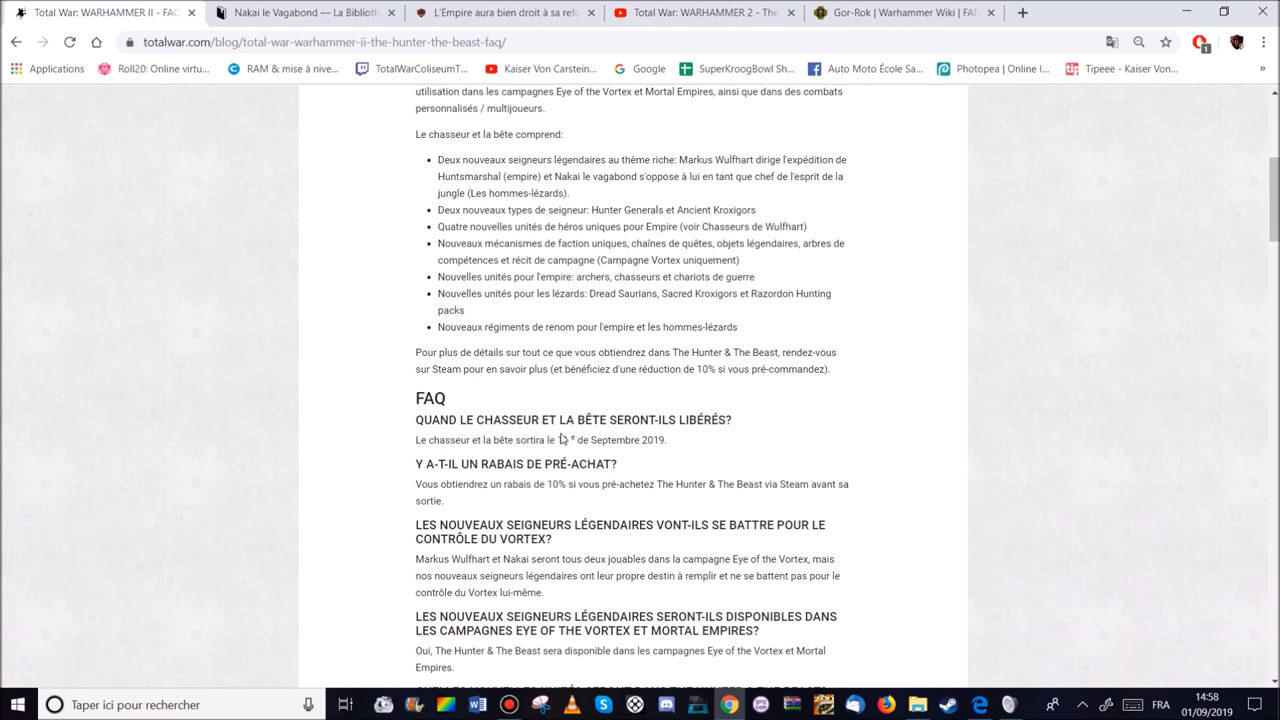 Total War: WARHAMMER II - FAQ
Nakai le Vagabond — La Biblioth
L'Empire aura bien droit à sa refo
Total War: WARHAMMER 2 - The
Gor-Rok | Warhammer Wiki | FAN
totalwar.com/blog/total-war-warhammer-ii-the-hunter-the-beast-faq/
Applications
Roll20: Online virtu...
RAM & mise à nive...
TotalWarColiseumT...
Kaiser Von Carstein...
Google
SuperKroogBowl Sh...
Auto Moto École Sa...
Photopea | Online I...
Tipeee - Kaiser Von...
»
utilisation dans les campagnes Eye of the Vortex et Mortal Empires, ainsi que dans des combats
personnalisés / multijoueurs.
Le chasseur et la bête comprend:
Deux nouveaux seigneurs légendaires au thème riche: Markus Wulfhart dirige l'expédition de
Huntsmarshal (empire) et Nakai le vagabond s'oppose à lui en tant que chef de l'esprit de la
jungle (Les hommes-lézards).
Deux nouveaux types de seigneur: Hunter Generals et Ancient Kroxigors
Quatre nouvelles unités de héros uniques pour Empire (voir Chasseurs de Wulfhart)
Nouveaux mécanismes de faction uniques, chaînes de quêtes, objets légendaires, arbres de
compétences et récit de campagne (Campagne Vortex uniquement)
Nouvelles unités pour l'empire: archers, chasseurs et chariots de guerre
Nouvelles unités pour les lézards: Dread Saurians, Sacred Kroxigors et Razordon Hunting
packs
Nouveaux régiments de renom pour l'empire et les hommes-lézards
Pour plus de détails sur tout ce que vous obtiendrez dans The Hunter & The Beast, rendez-vous
sur Steam pour en savoir plus (et bénéficiez d'une réduction de 10% si vous pré-commandez).
FAQ
QUAND LE CHASSEUR ET LA BÊTE SERONT-ILS LIBÉRÉS?
Le chasseur et la bête sortira le e de Septembre 2019.
Y A-T-IL UN RABAIS DE PRÉ-ACHAT?
Vous obtiendrez un rabais de 10% si vous pré-achetez The Hunter & The Beast via Steam avant sa
sortie.
LES NOUVEAUX SEIGNEURS LÉGENDAIRES VONT-ILS SE BATTRE POUR LE
CONTRÔLE DU VORTEX?
Markus Wulfhart et Nakai seront tous deux jouables dans la campagne Eye of the Vortex, mais
nos nouveaux seigneurs légendaires ont leur propre destin à remplir et ne se battent pas pour le
contrôle du Vortex lui-même.
LES NOUVEAUX SEIGNEURS LÉGENDAIRES SERONT-ILS DISPONIBLES DANS
LES CAMPAGNES EYE OF THE VORTEX ET MORTAL EMPIRES?
Oui, The Hunter & The Beast sera disponible dans les campagnes Eye of the Vortex et Mortal
Empires.
Taper ici pour rechercher
FRA
14:58
01/09/2019